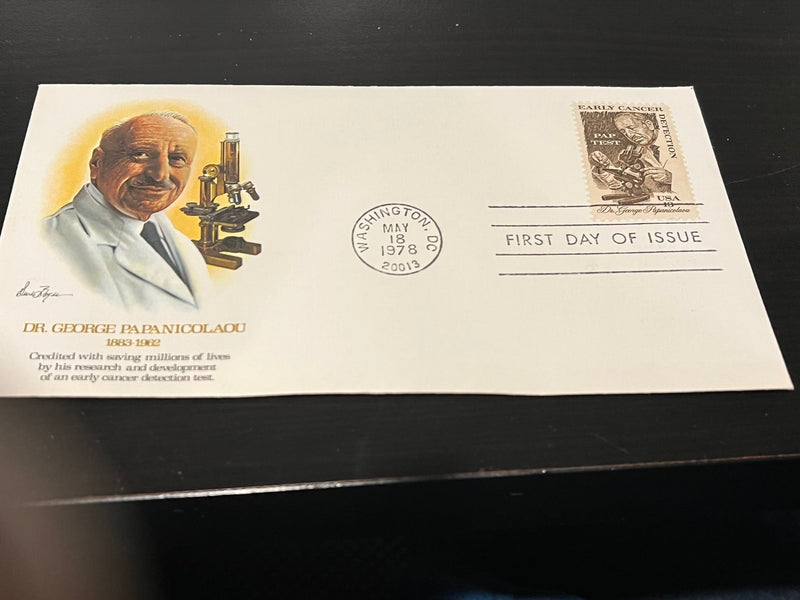 EARLY CANCER
DETECTION
PAP
TEST
USA
13
Dr. George Papanicolaou
WASHINGTON, DC
MAY
18
1978
20013
FIRST DAY OF ISSUE
DR. GEORGE PAPANICOLAOU
1883-1962
Credited with saving millions of lives
by his research and development
of an early cancer detection test.